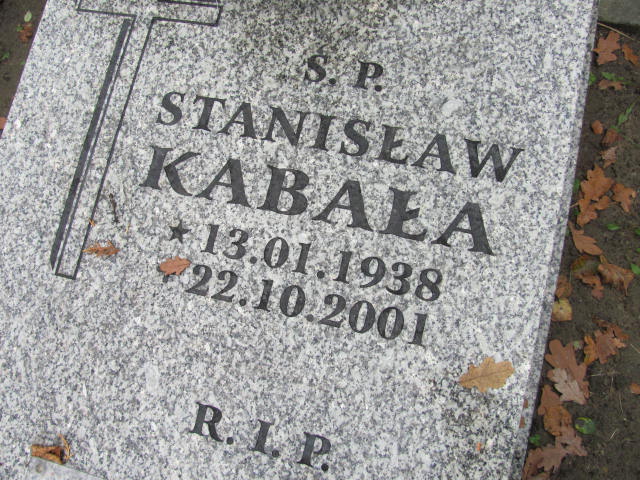 Ś. P.
STANISŁAW
KABAŁA
* 13.01.1938
22.10.2001
R. I. P.